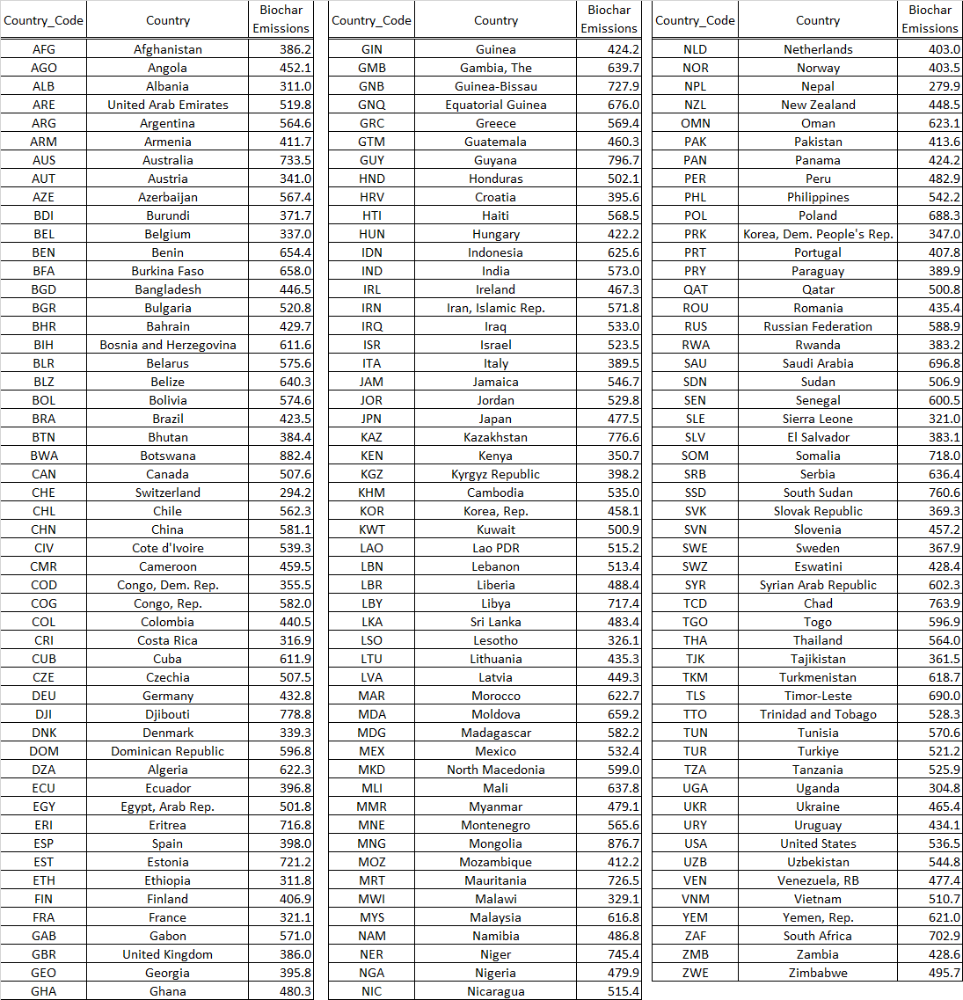 Country_Code Country Biochar Emissions
AFG Afghanistan 386.2
AGO Angola 452.1
ALB Albania 311.0
ARE United Arab Emirates 519.8
ARG Argentina 564.6
ARM Armenia 411.7
AUS Australia 733.5
AUT Austria 341.0
AZE Azerbaijan 567.4
BDI Burundi 371.7
BEL Belgium 337.0
BEN Benin 654.4
BFA Burkina Faso 658.0
BGD Bangladesh 446.5
BGR Bulgaria 520.8
BHR Bahrain 429.7
BIH Bosnia and Herzegovina 611.6
BLR Belarus 575.6
BLZ Belize 640.3
BOL Bolivia 574.6
BRA Brazil 423.5
BTN Bhutan 384.4
BWA Botswana 882.4
CAN Canada 507.6
CHE Switzerland 294.2
CHL Chile 562.3
CHN China 581.1
CIV Cote d'Ivoire 539.3
CMR Cameroon 459.5
COD Congo, Dem. Rep. 355.5
COG Congo, Rep. 582.0
COL Colombia 440.5
CRI Costa Rica 316.9
CUB Cuba 611.9
CZE Czechia 507.5
DEU Germany 432.8
DJI Djibouti 778.8
DNK Denmark 339.3
DOM Dominican Republic 596.8
DZA Algeria 622.3
ECU Ecuador 396.8
EGY Egypt, Arab Rep. 501.8
ERI Eritrea 716.8
ESP Spain 398.0
EST Estonia 721.2
ETH Ethiopia 311.8
FIN Finland 406.9
FRA France 321.1
GAB Gabon 571.0
GBR United Kingdom 386.0
GEO Georgia 395.8
GHA Ghana 480.3
Country_Code Country Biochar Emissions
GIN Guinea 424.2
GMB Gambia, The 639.7
GNB Guinea-Bissau 727.9
GNQ Equatorial Guinea 676.0
GRC Greece 569.4
GTM Guatemala 460.3
GUY Guyana 796.7
HND Honduras 502.1
HRV Croatia 395.6
HTI Haiti 568.5
HUN Hungary 422.2
IDN Indonesia 625.6
IND India 573.0
IRL Ireland 467.3
IRN Iran, Islamic Rep. 571.8
IRQ Iraq 533.0
ISR Israel 523.5
ITA Italy 389.5
JAM Jamaica 546.7
JOR Jordan 529.8
JPN Japan 477.5
KAZ Kazakhstan 776.6
KEN Kenya 350.7
KGZ Kyrgyz Republic 398.2
KHM Cambodia 535.0
KOR Korea, Rep. 458.1
KWT Kuwait 500.9
LAO Lao PDR 515.2
LBN Lebanon 513.4
LBR Liberia 488.4
LBY Libya 717.4
LKA Sri Lanka 483.4
LSO Lesotho 326.1
LTU Lithuania 435.3
LVA Latvia 449.3
MAR Morocco 622.7
MDA Moldova 659.2
MDG Madagascar 582.2
MEX Mexico 532.4
MKD North Macedonia 599.0
MLI Mali 637.8
MMR Myanmar 479.1
MNE Montenegro 565.6
MNG Mongolia 876.7
MOZ Mozambique 412.2
MRT Mauritania 726.5
MWI Malawi 329.1
MYS Malaysia 616.8
NAM Namibia 486.8
NER Niger 745.4
NGA Nigeria 479.9
NIC Nicaragua 515.4
Country_Code Country Biochar Emissions
NLD Netherlands 403.0
NOR Norway 403.5
NPL Nepal 279.9
NZL New Zealand 448.5
OMN Oman 623.1
PAK Pakistan 413.6
PAN Panama 424.2
PER Peru 482.9
PHL Philippines 542.2
POL Poland 688.3
PRK Korea, Dem. People's Rep. 347.0
PRT Portugal 407.8
PRY Paraguay 389.9
QAT Qatar 500.8
ROU Romania 435.4
RUS Russian Federation 588.9
RWA Rwanda 383.2
SAU Saudi Arabia 696.8
SDN Sudan 506.9
SEN Senegal 600.5
SLE Sierra Leone 321.0
SLV El Salvador 383.1
SOM Somalia 718.0
SRB Serbia 636.4
SSD South Sudan 760.6
SVK Slovak Republic 369.3
SVN Slovenia 457.2
SWE Sweden 367.9
SWZ Eswatini 428.4
SYR Syrian Arab Republic 602.3
TCD Chad 763.9
TGO Togo 596.9
THA Thailand 564.0
TJK Tajikistan 361.5
TKM Turkmenistan 618.7
TLS Timor-Leste 690.0
TTO Trinidad and Tobago 528.3
TUN Tunisia 570.6
TUR Turkiye 521.2
TZA Tanzania 525.9
UGA Uganda 304.8
UKR Ukraine 465.4
URY Uruguay 434.1
USA United States 536.5
UZB Uzbekistan 544.8
VEN Venezuela, RB 477.4
VNM Vietnam 510.7
YEM Yemen, Rep. 621.0
ZAF South Africa 702.9
ZMB Zambia 428.6
ZWE Zimbabwe 495.7